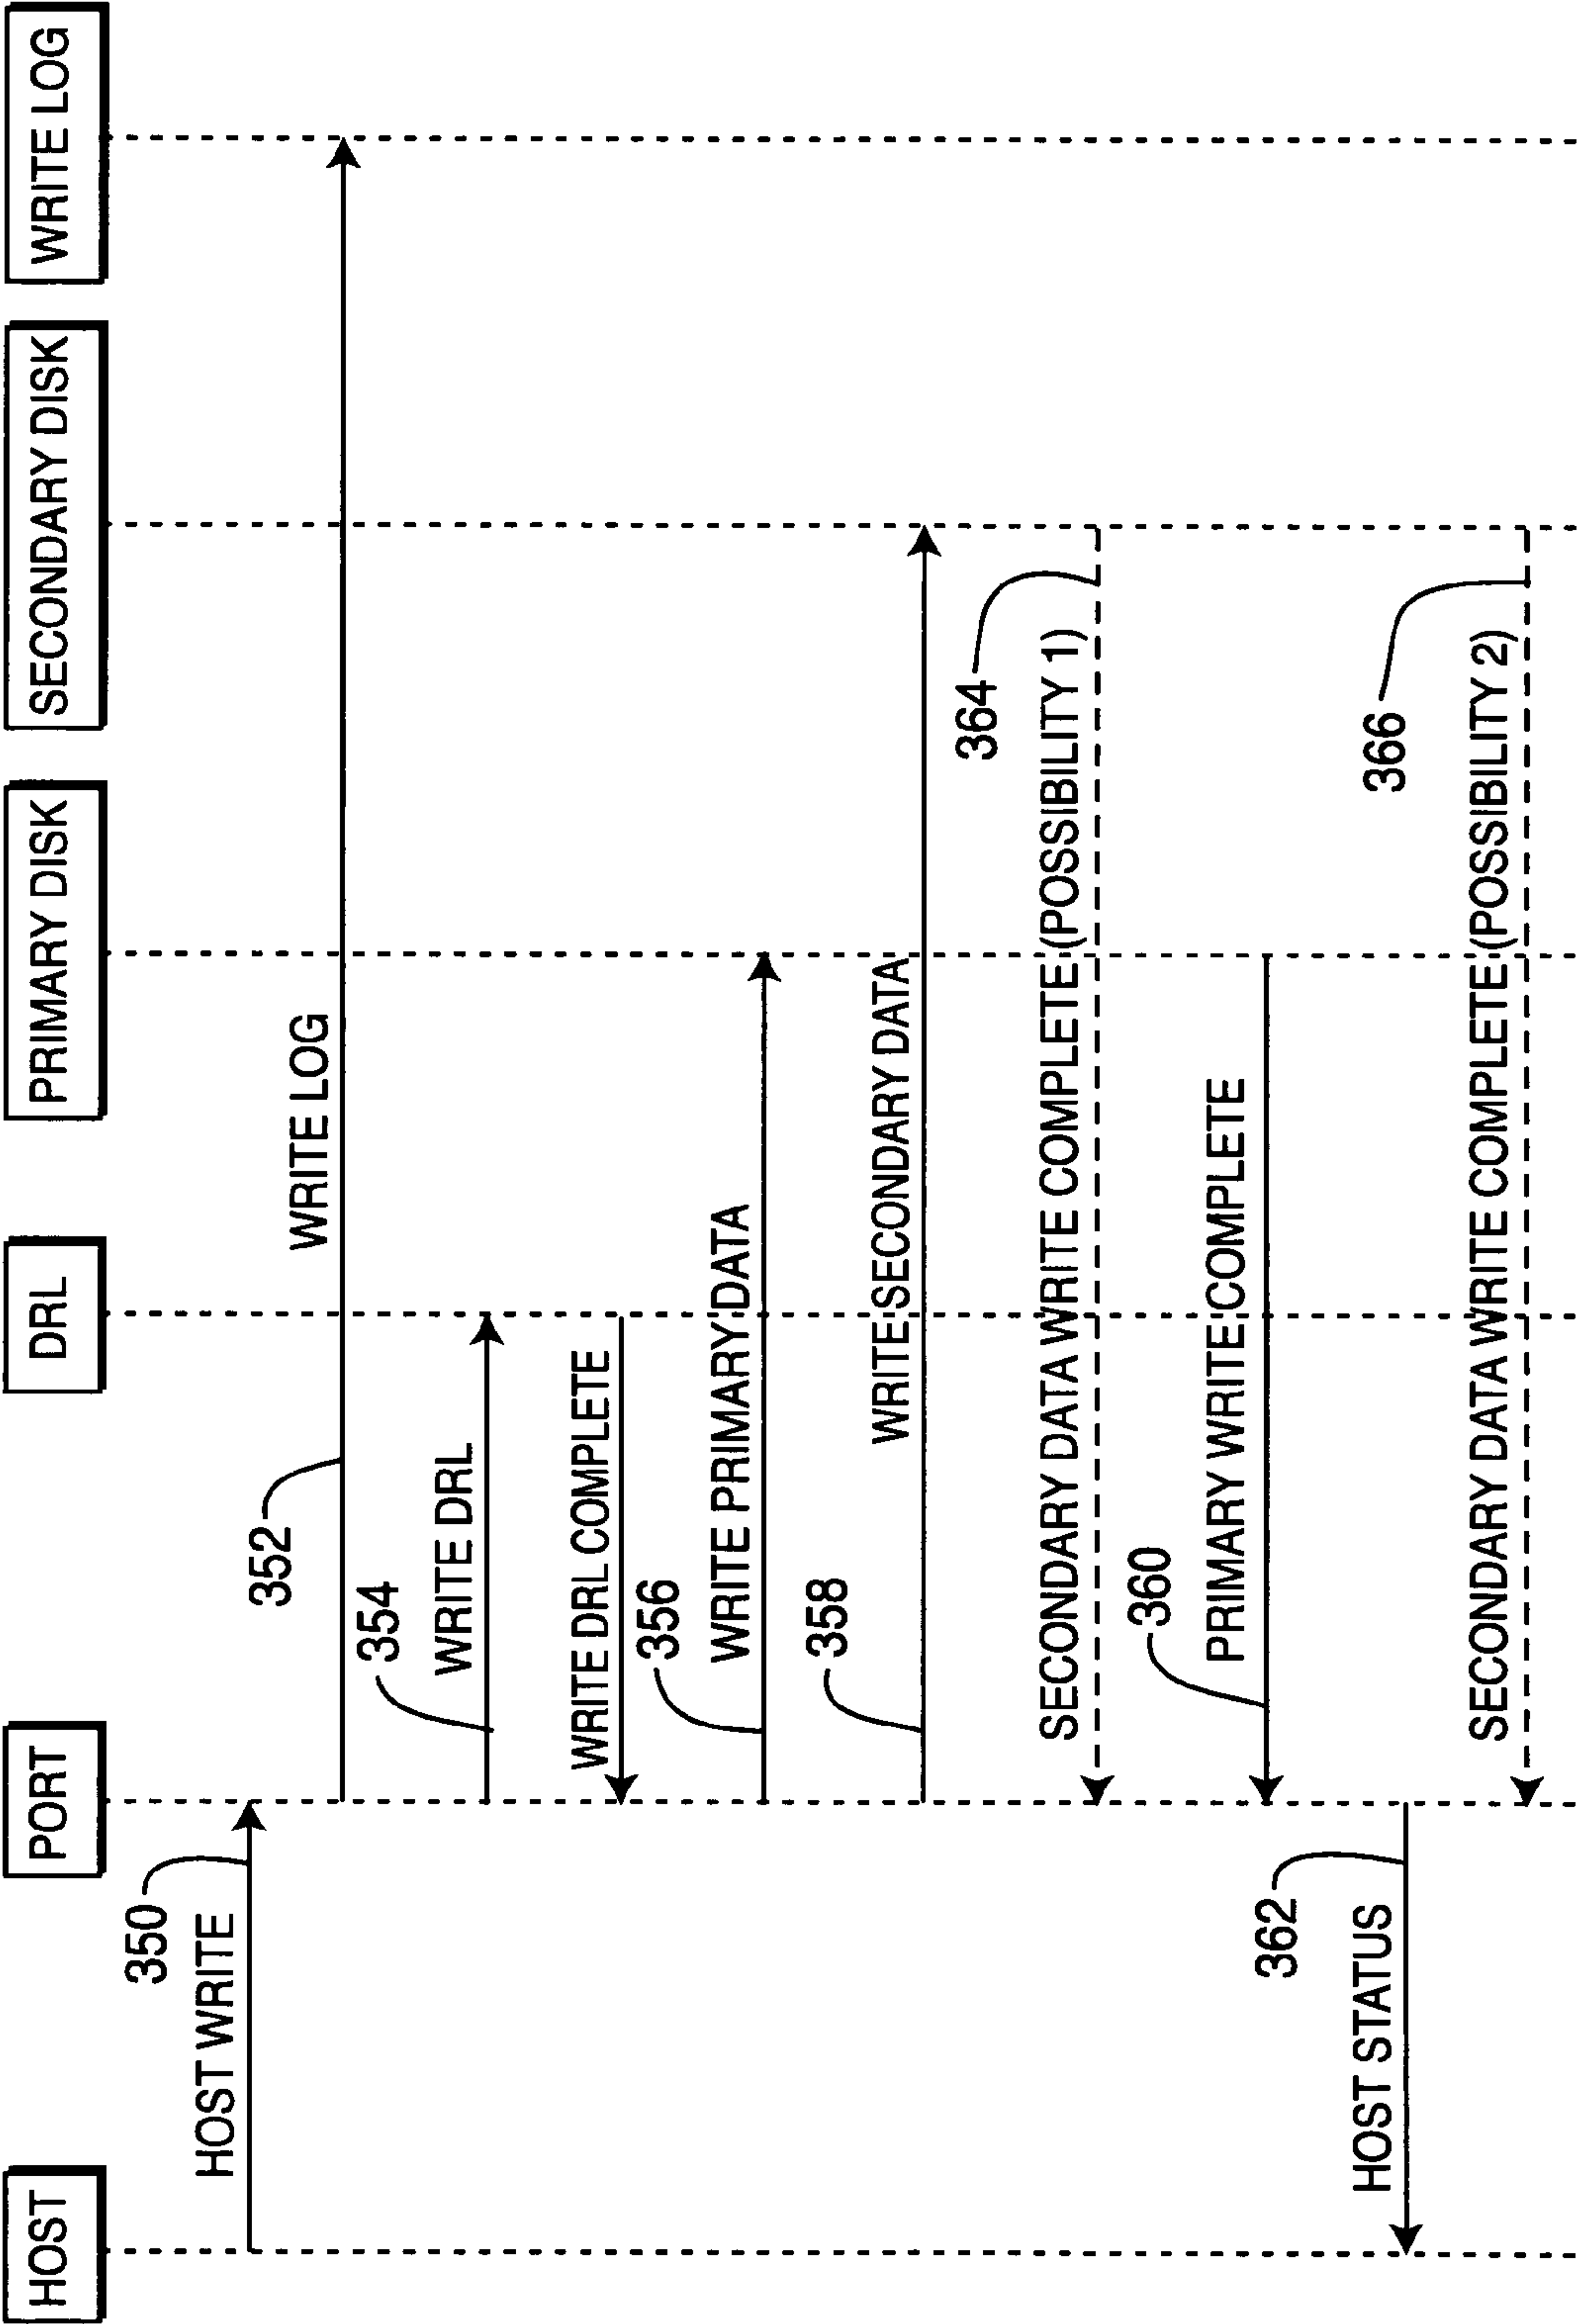 HOST
PORT
DRL
PRIMARY DISK
SECONDARY DISK
WRITE LOG
350
HOST WRITE
WRITE LOG
352
354
WRITE DRL
WRITE DRL COMPLETE
356
WRITE PRIMARY DATA
358
WRITE SECONDARY DATA
364
SECONDARY DATA WRITE COMPLETE (POSSIBILITY 1)
360
PRIMARY WRITE COMPLETE
362
HOST STATUS
366
SECONDARY DATA WRITE COMPLETE (POSSIBILITY 2)